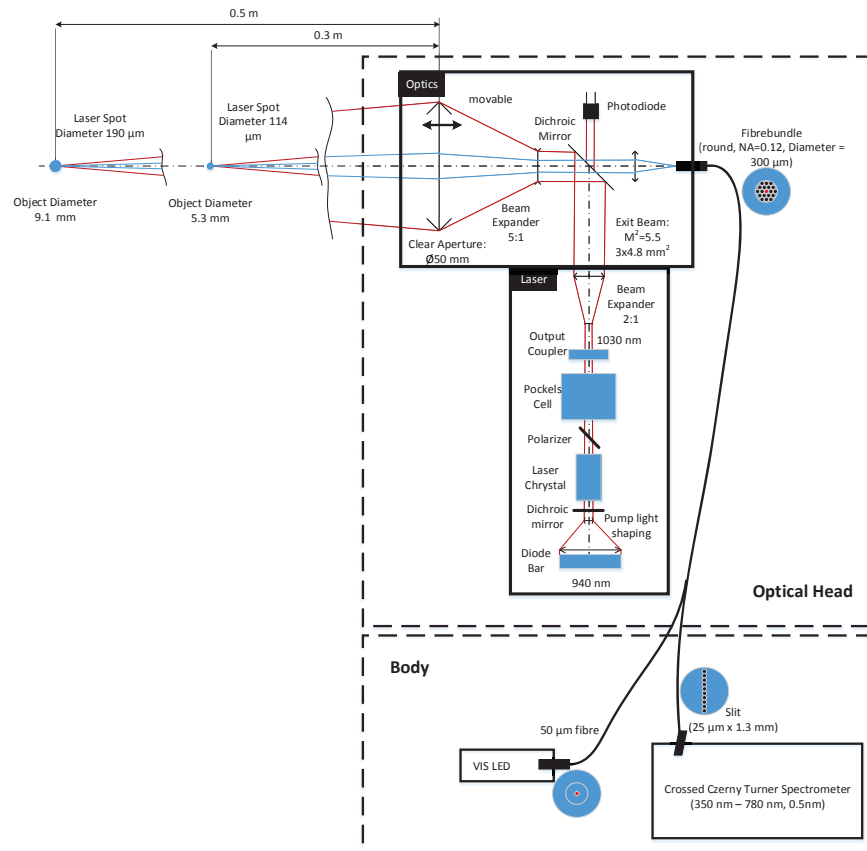 0.5 m
0.3 m
Optics
movable
Photodiode
Dichroic
Mirror
Laser Spot
Diameter 190 µm
Laser Spot
Diameter 114
µm
Fibrebundle
(round, NA=0.12, Diameter =
300 µm)
Object Diameter
9.1 mm
Object Diameter
5.3 mm
Beam
Expander
5:1
Exit Beam:
M²=5.5
3x4.8 mm²
Clear Aperture:
Ø50 mm
Laser
Beam
Expander
2:1
Output
Coupler
1030 nm
Pockels
Cell
Polarizer
Laser
Chrystal
Dichroic
mirror
Pump light
shaping
Diode
Bar
940 nm
Optical Head
Body
Slit
(25 µm x 1.3 mm)
50 µm fibre
VIS LED
Crossed Czerny Turner Spectrometer
(350 nm – 780 nm, 0.5nm)